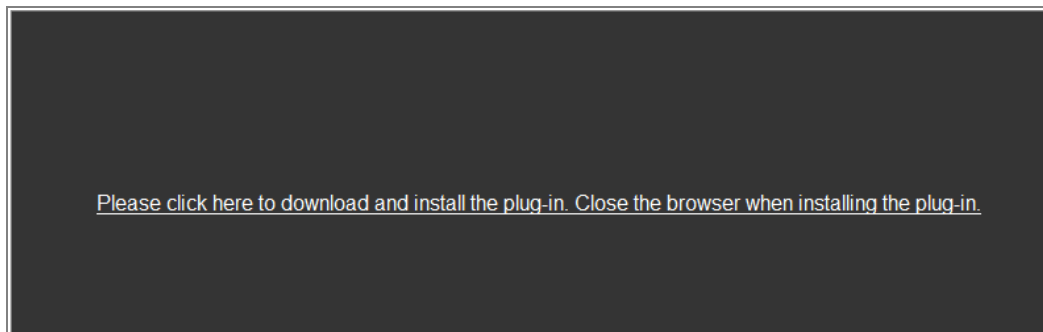 Please click here to download and install the plug-in. Close the browser when installing the plug-in.